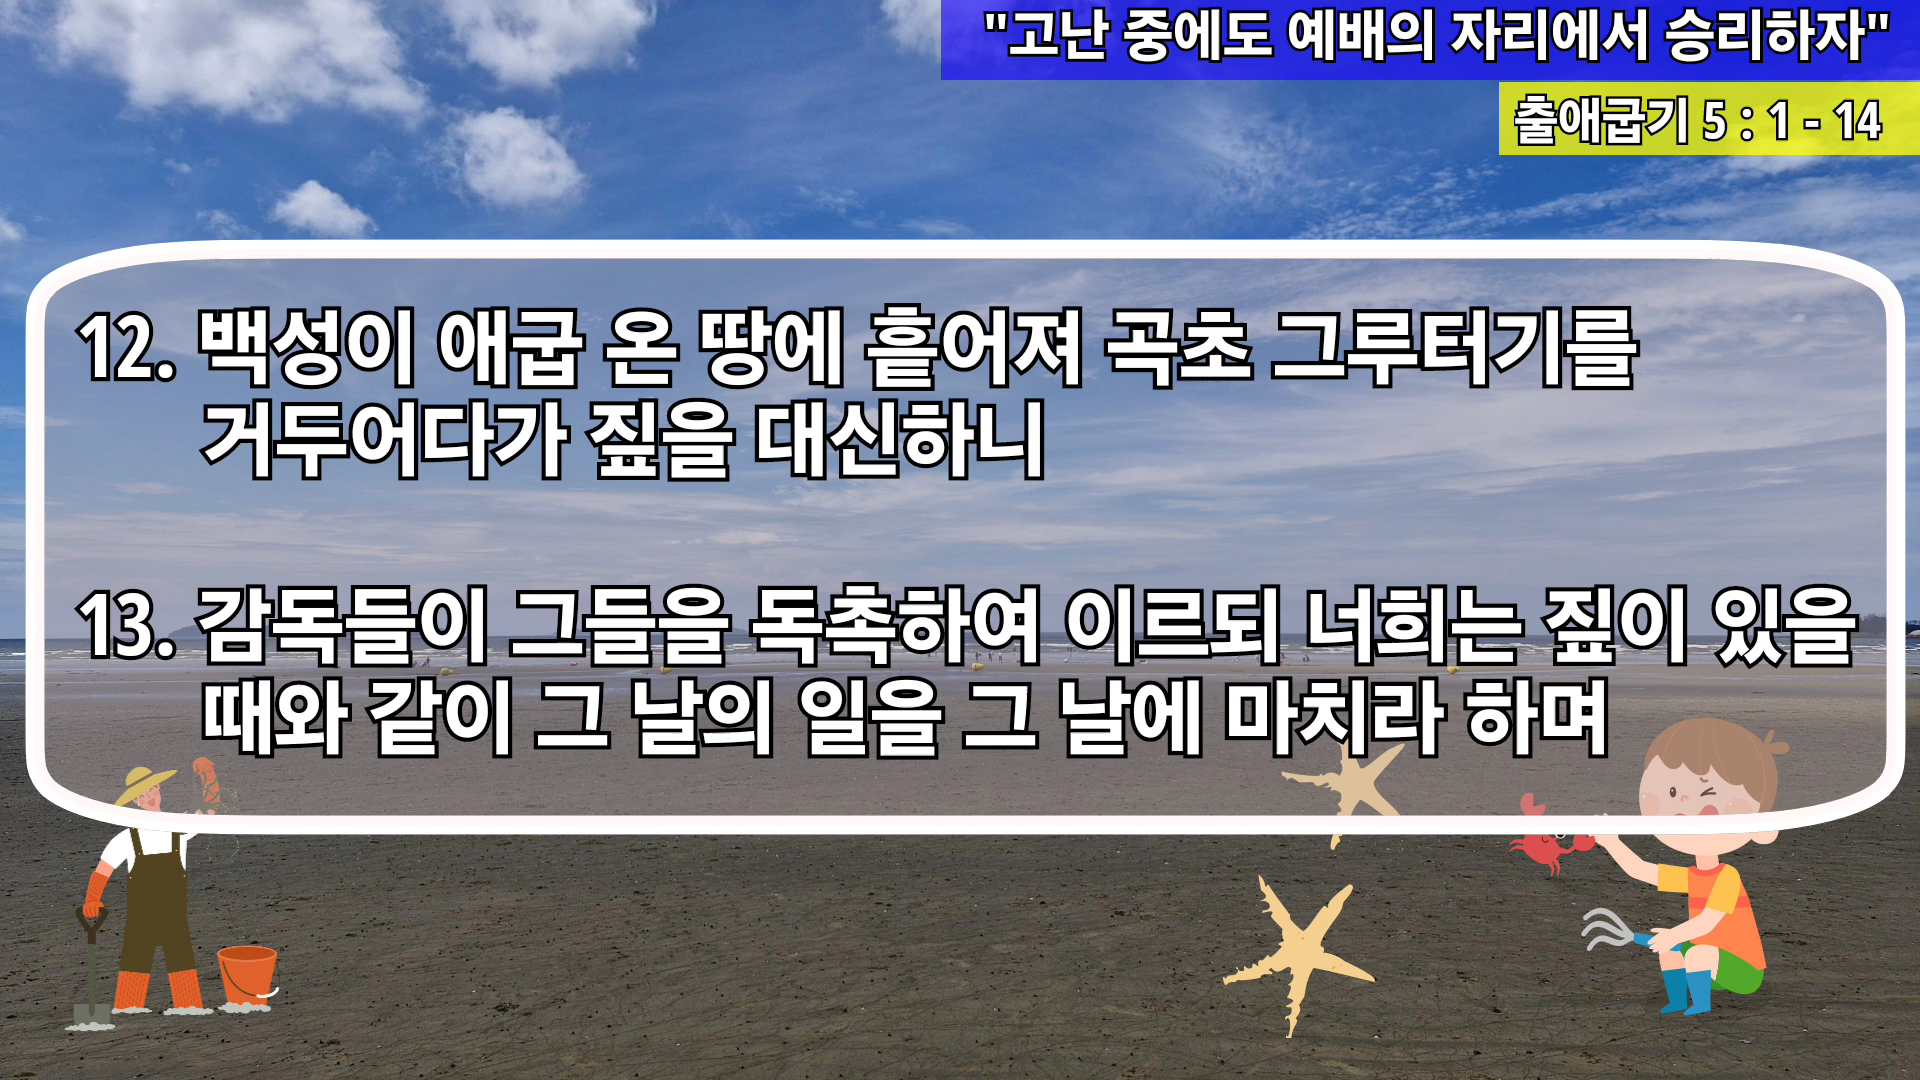 "고난 중에도 예배의 자리에서 승리하자"
출애굽기 5 : 1 - 14
12. 백성이 애굽 온 땅에 흩어져 곡초 그루터기를
거두어다가 짚을 대신하니
13. 감독들이 그들을 독촉하여 이르되 너희는 짚이 있을
때와 같이 그 날의 일을 그 날에 마치라 하며